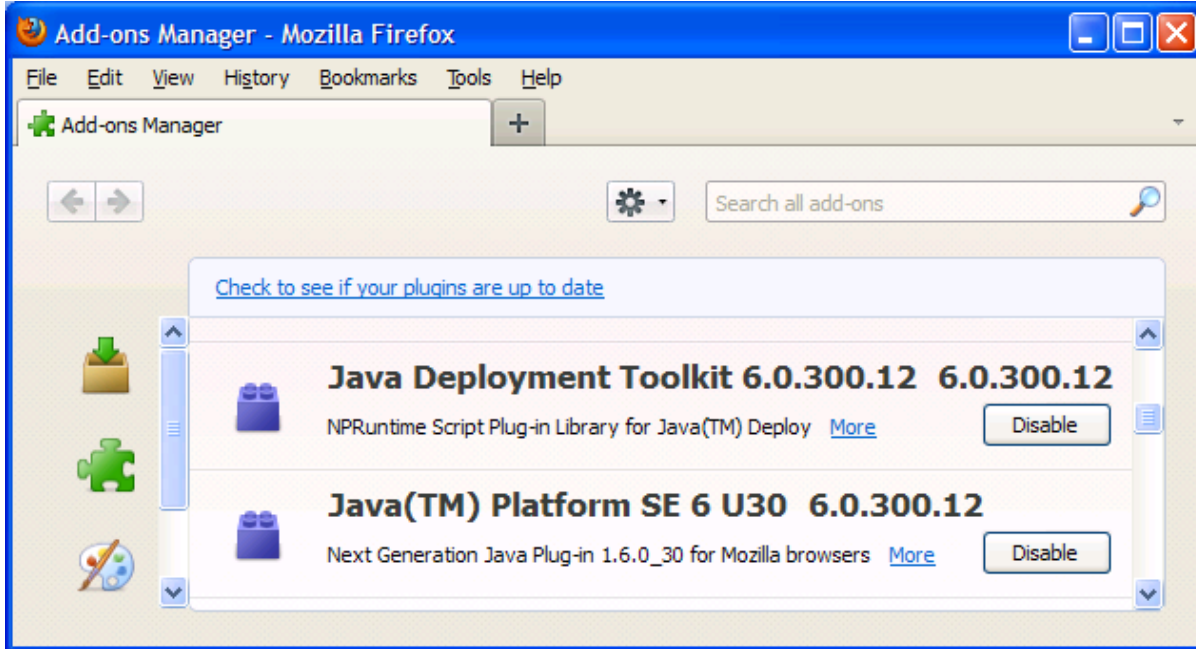 Add-ons Manager - Mozilla Firefox
File Edit View History Bookmarks Tools Help
Add-ons Manager
Search all add-ons
Check to see if your plugins are up to date
Java Deployment Toolkit 6.0.300.12 6.0.300.12
NPRuntime Script Plug-in Library for Java(TM) Deploy More Disable
Java(TM) Platform SE 6 U30 6.0.300.12
Next Generation Java Plug-in 1.6.0_30 for Mozilla browsers More Disable